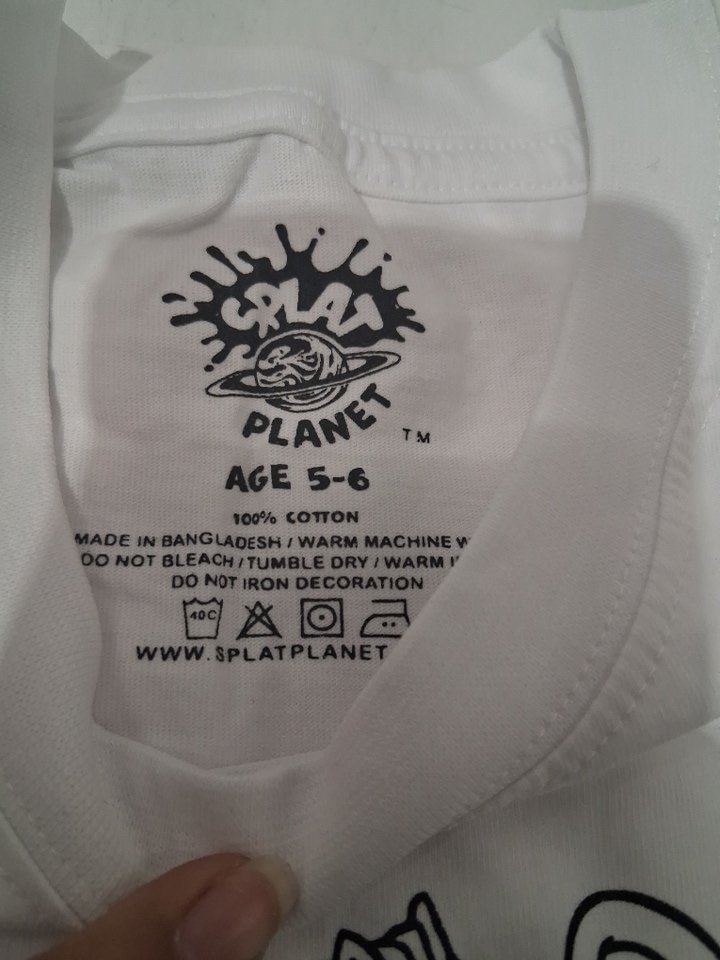 SPLAT
PLANET
TM
AGE 5-6
100% COTTON
MADE IN BANGLADESH / WARM MACHINE W
DO NOT BLEACH / TUMBLE DRY / WARM I
DO NOT IRON DECORATION
40C
WWW.SPLATPLANET